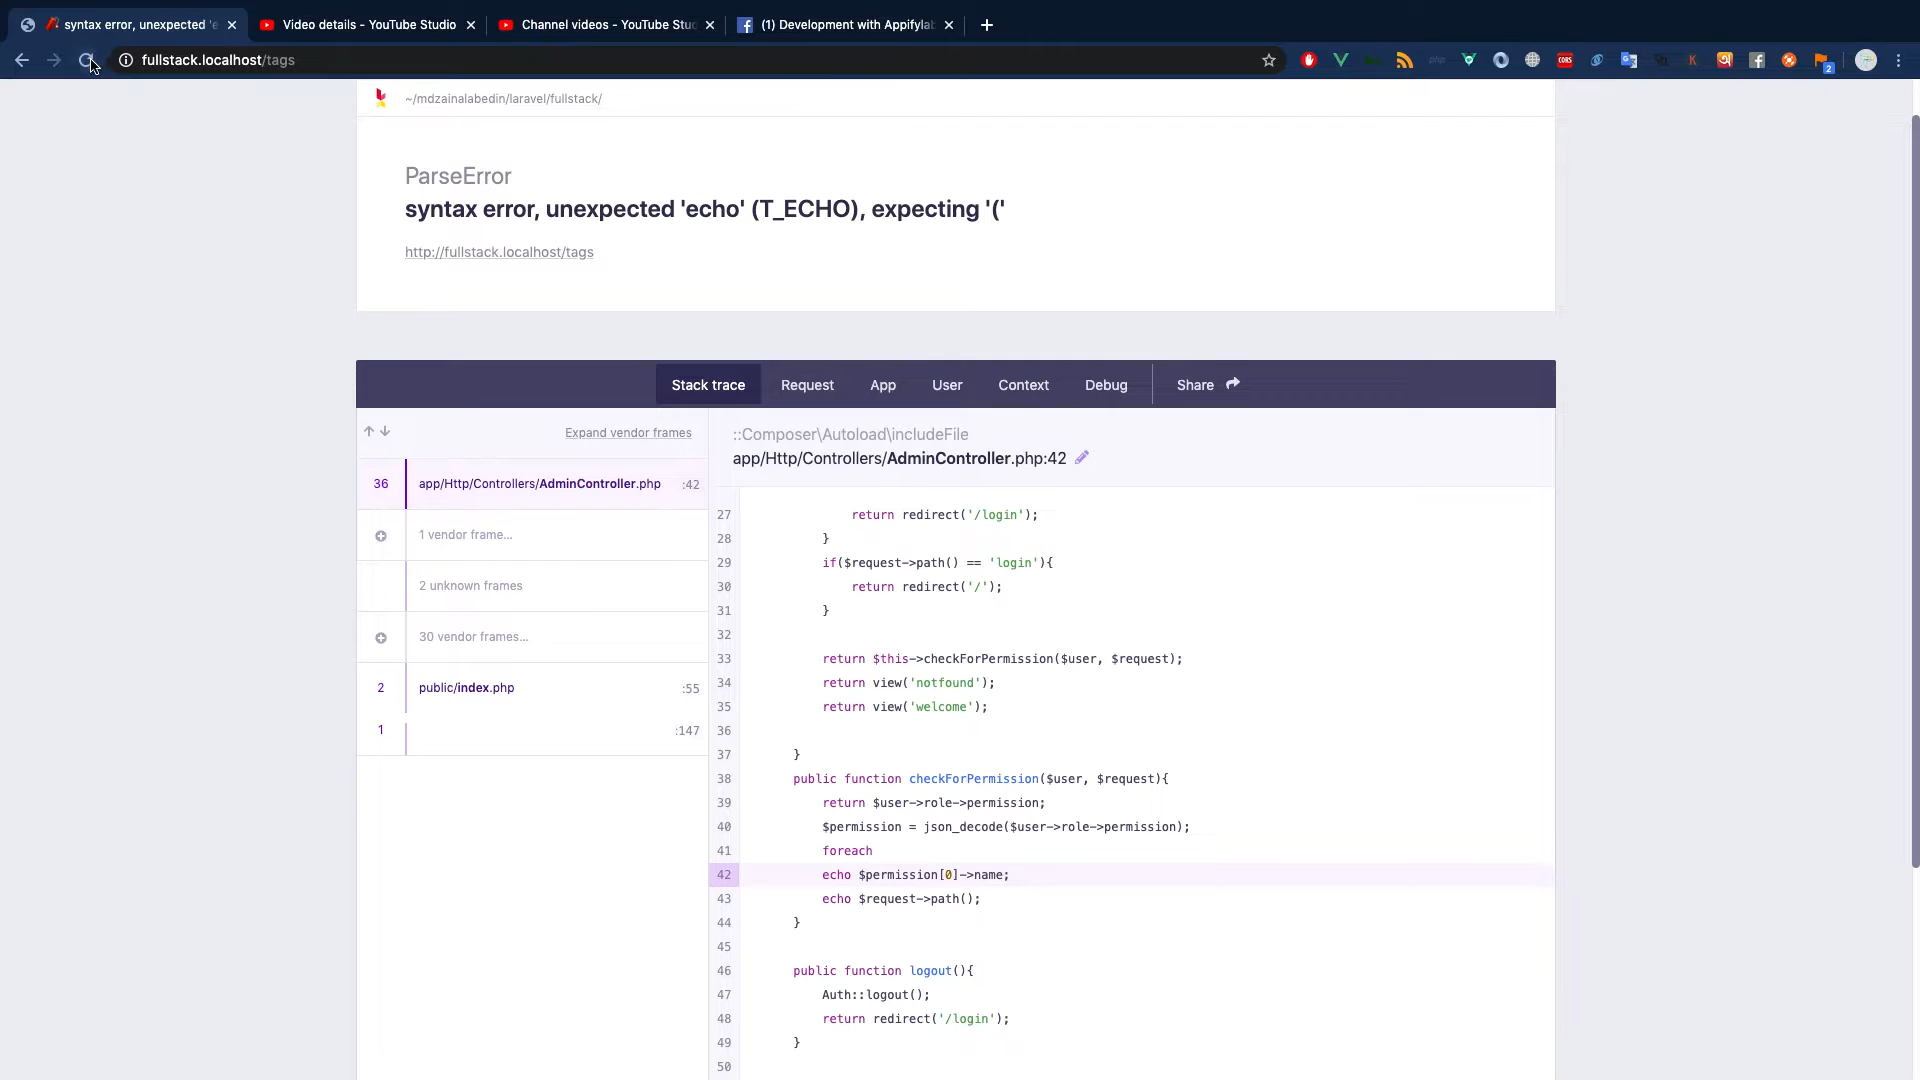 syntax error, unexpected 'e
Video details - YouTube Studio
Channel videos - YouTube Stu
(1) Development with Appifylab
fullstack.localhost/tags
php
CORS
K
2
~/mdzainalabedin/laravel/fullstack/
ParseError
syntax error, unexpected 'echo' (T_ECHO), expecting '('
http://fullstack.localhost/tags
Stack trace
Request
App
User
Context
Debug
Share
Expand vendor frames
36 app/Http/Controllers/AdminController.php :42
1 vendor frame…
2 unknown frames
30 vendor frames…
2 public/index.php :55
1 :147
::Composer\Autoload\includeFile
app/Http/Controllers/AdminController.php:42
27 return redirect('/login');
28 }
29 if($request->path() == 'login'){
30 return redirect('/');
31 }
32
33 return $this->checkForPermission($user, $request);
34 return view('notfound');
35 return view('welcome');
36
37 }
38 public function checkForPermission($user, $request){
39 return $user->role->permission;
40 $permission = json_decode($user->role->permission);
41 foreach
42 echo $permission[0]->name;
43 echo $request->path();
44 }
45
46 public function logout(){
47 Auth::logout();
48 return redirect('/login');
49 }
50